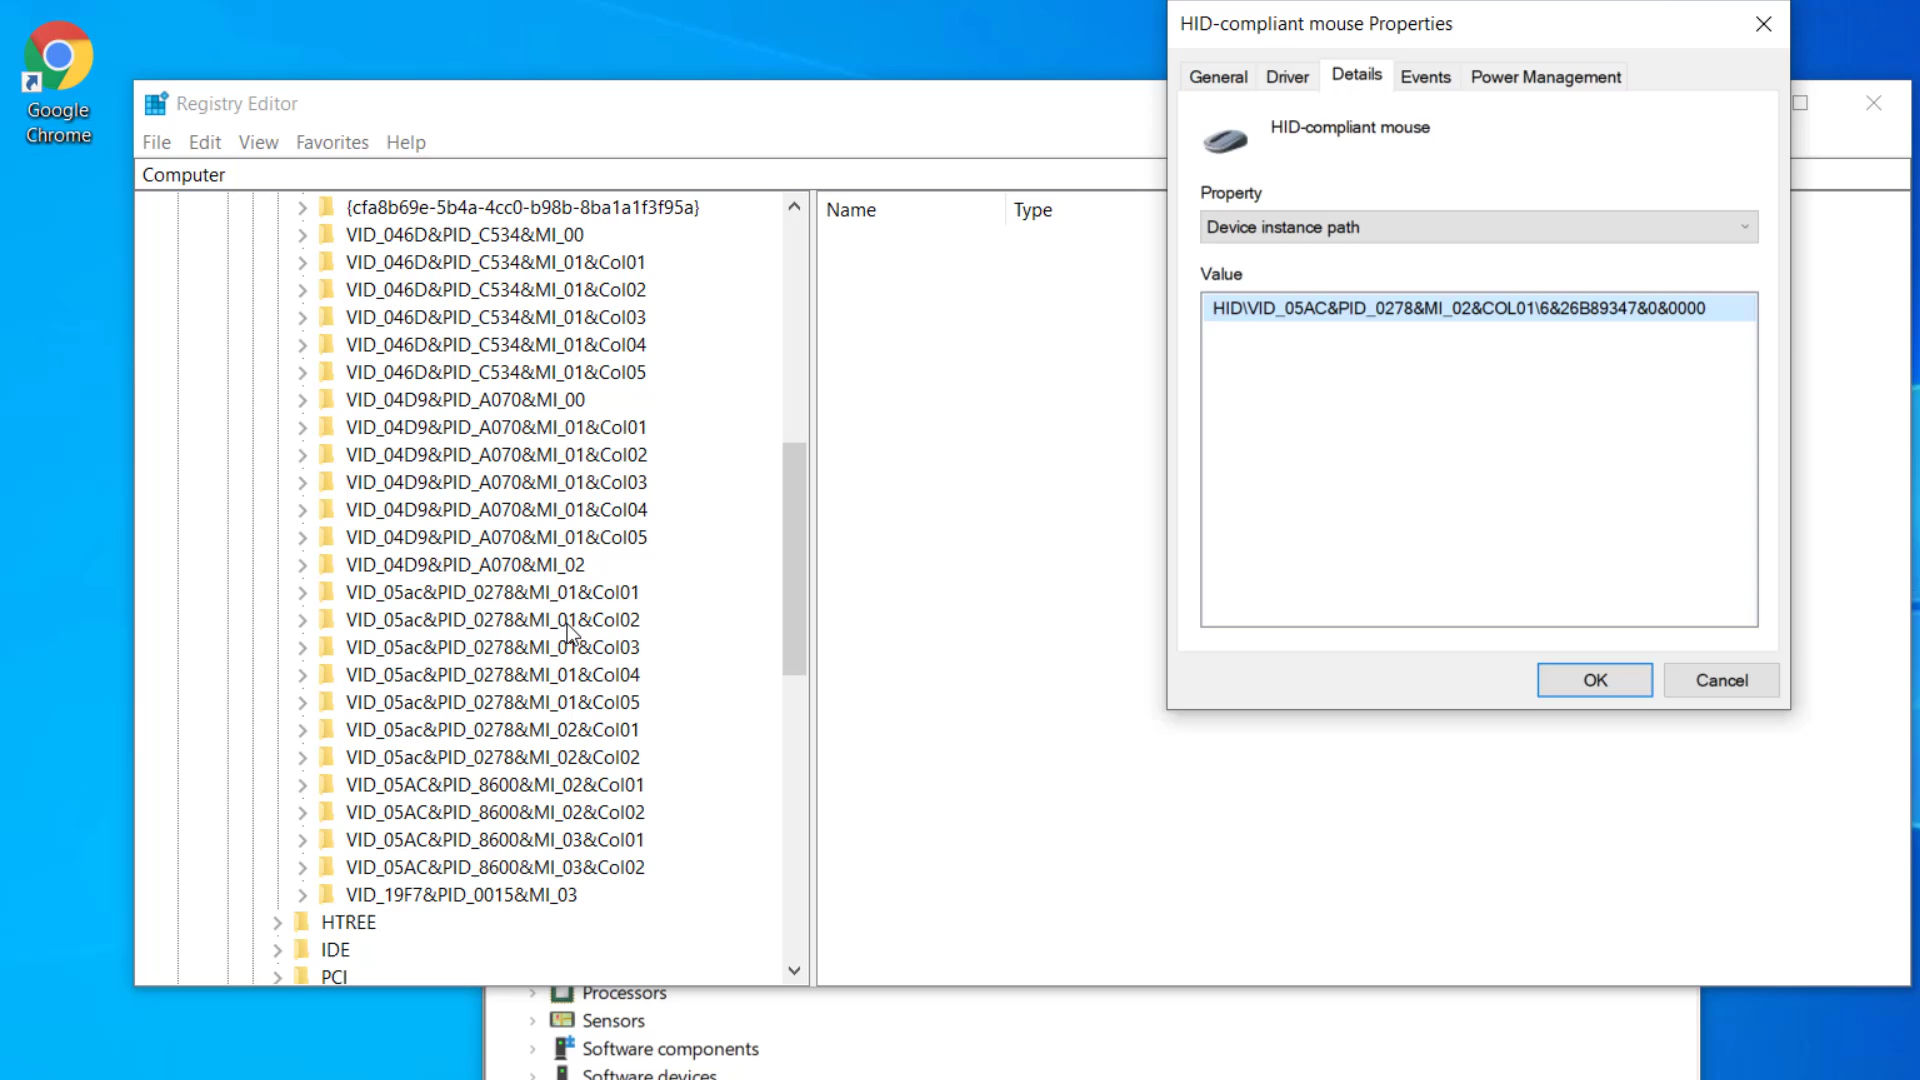 Google
Chrome
Registry Editor
File Edit View Favorites Help
Computer
{cfa8b69e-5b4a-4cc0-b98b-8ba1a1f3f95a}
VID_046D&PID_C534&MI_00
VID_046D&PID_C534&MI_01&Col01
VID_046D&PID_C534&MI_01&Col02
VID_046D&PID_C534&MI_01&Col03
VID_046D&PID_C534&MI_01&Col04
VID_046D&PID_C534&MI_01&Col05
VID_04D9&PID_A070&MI_00
VID_04D9&PID_A070&MI_01&Col01
VID_04D9&PID_A070&MI_01&Col02
VID_04D9&PID_A070&MI_01&Col03
VID_04D9&PID_A070&MI_01&Col04
VID_04D9&PID_A070&MI_01&Col05
VID_04D9&PID_A070&MI_02
VID_05ac&PID_0278&MI_01&Col01
VID_05ac&PID_0278&MI_01&Col02
VID_05ac&PID_0278&MI_01&Col03
VID_05ac&PID_0278&MI_01&Col04
VID_05ac&PID_0278&MI_01&Col05
VID_05ac&PID_0278&MI_02&Col01
VID_05ac&PID_0278&MI_02&Col02
VID_05AC&PID_8600&MI_02&Col01
VID_05AC&PID_8600&MI_02&Col02
VID_05AC&PID_8600&MI_03&Col01
VID_05AC&PID_8600&MI_03&Col02
VID_19F7&PID_0015&MI_03
HTREE
IDE
PCI
Name Type
HID-compliant mouse Properties
General Driver Details Events Power Management
HID-compliant mouse
Property
Device instance path
Value
HID\VID_05AC&PID_0278&MI_02&COL01\6&26B89347&0&0000
OK Cancel
Processors
Sensors
Software components
Software devices